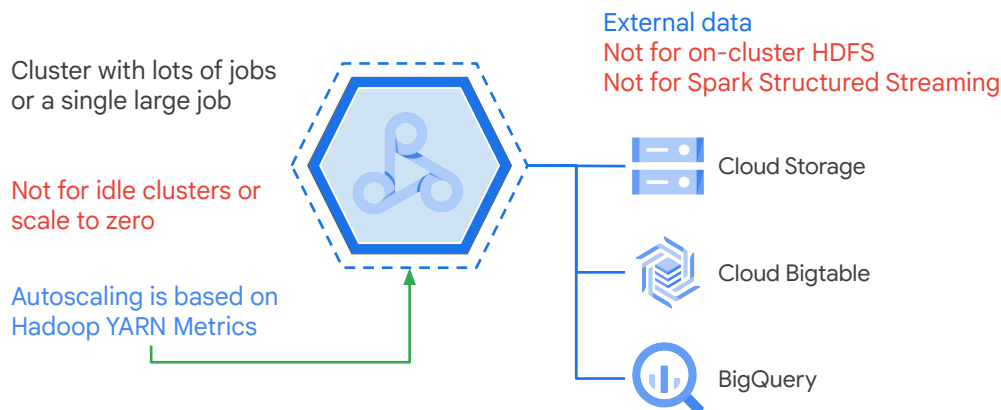 Cluster with lots of jobs
or a single large job
Not for idle clusters or
scale to zero
Autoscaling is based on
Hadoop YARN Metrics
External data
Not for on-cluster HDFS
Not for Spark Structured Streaming
Cloud Storage
Cloud Bigtable
BigQuery